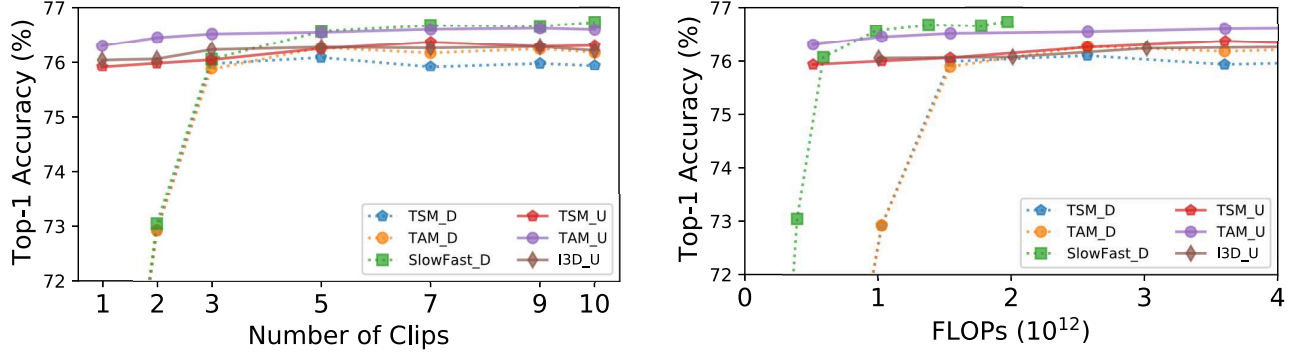 Top-1 Accuracy (%)
77
76
75
74
73
72
1 2 3 5 7 9 10
Number of Clips
TSM_D
TAM_D
SlowFast_D
TSM_U
TAM_U
I3D_U
Top-1 Accuracy (%)
77
76
75
74
73
72
0 1 2 3 4
FLOPs (10¹²)
TSM_D
TAM_D
SlowFast_D
TSM_U
TAM_U
I3D_U